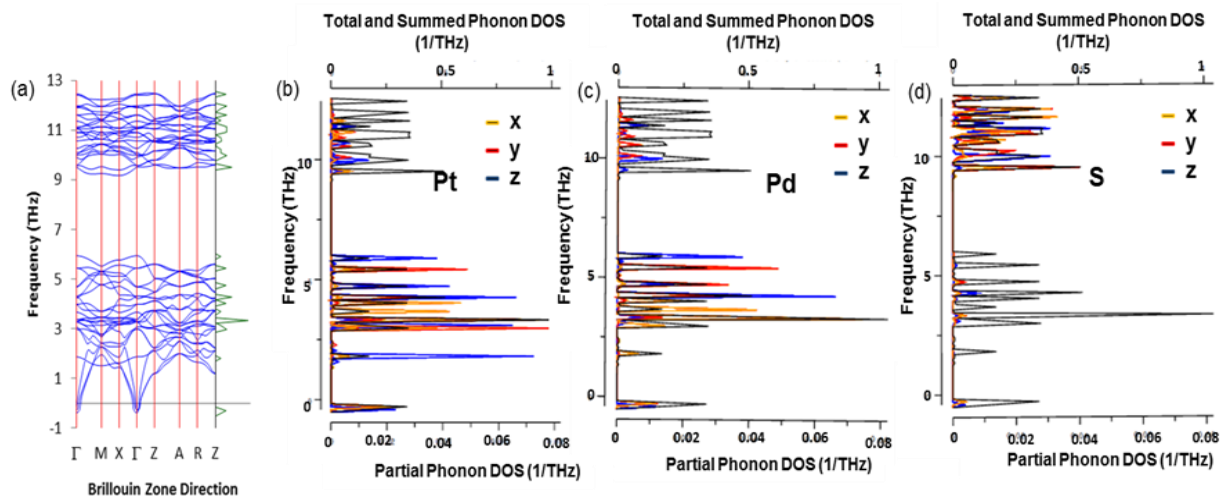 (a)
13
11
9
7
5
3
1
-1
Frequency (THz)
Γ M X Γ Z A R Z
Brillouin Zone Direction
Total and Summed Phonon DOS
(1/THz)
0 0.5 1
(b)
x
y
z
Pt
10
5
0
Frequency (THz)
0 0.02 0.04 0.06 0.08
Partial Phonon DOS (1/THz)
Total and Summed Phonon DOS
(1/THz)
0 0.5 1
(c)
x
y
z
Pd
10
5
0
Frequency (THz)
0 0.02 0.04 0.06 0.08
Partial Phonon DOS (1/THz)
Total and Summed Phonon DOS
(1/THz)
0 0.5 1
(d)
x
y
z
S
10
5
0
Frequency (THz)
0 0.02 0.04 0.06 0.08
Partial Phonon DOS (1/THz)